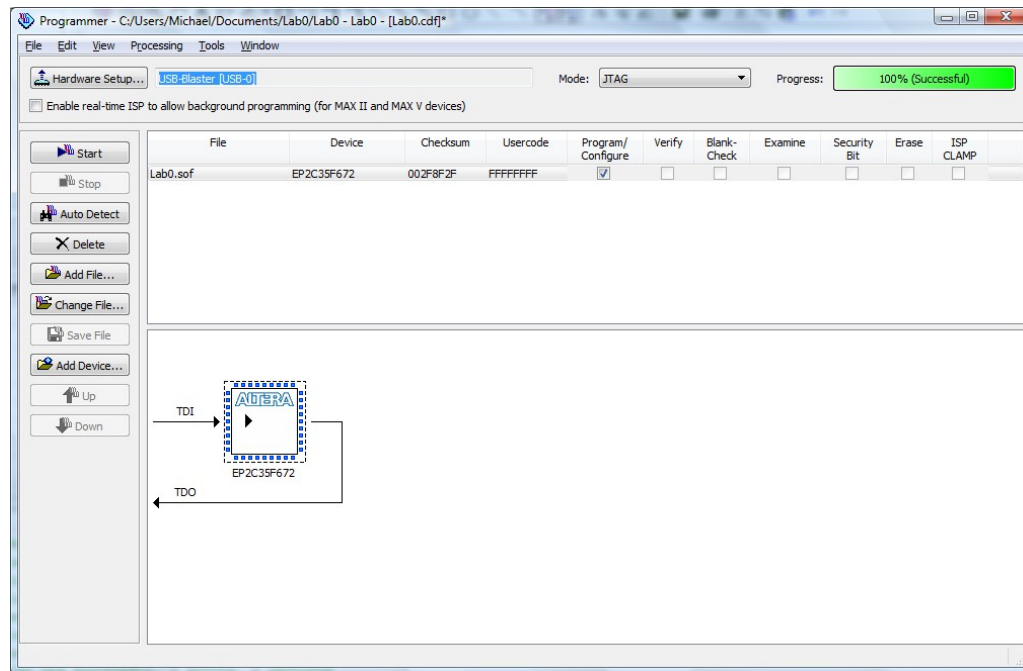 Programmer - C:/Users/Michael/Documents/Lab0/Lab0 - Lab0 - [Lab0.cdf]*
File Edit View Processing Tools Window
Hardware Setup... USB-Blaster [USB-0] Mode: JTAG Progress: 100% (Successful)
Enable real-time ISP to allow background programming (for MAX II and MAX V devices)
File Device Checksum Usercode Program/ Configure Verify Blank- Check Examine Security Bit Erase ISP CLAMP
Lab0.sof EP2C35F672 002F8F2F FFFFFFFF
Start
Stop
Auto Detect
Delete
Add File...
Change File...
Save File
Add Device...
Up
Down
ALTERA
TDI
EP2C35F672
TDO